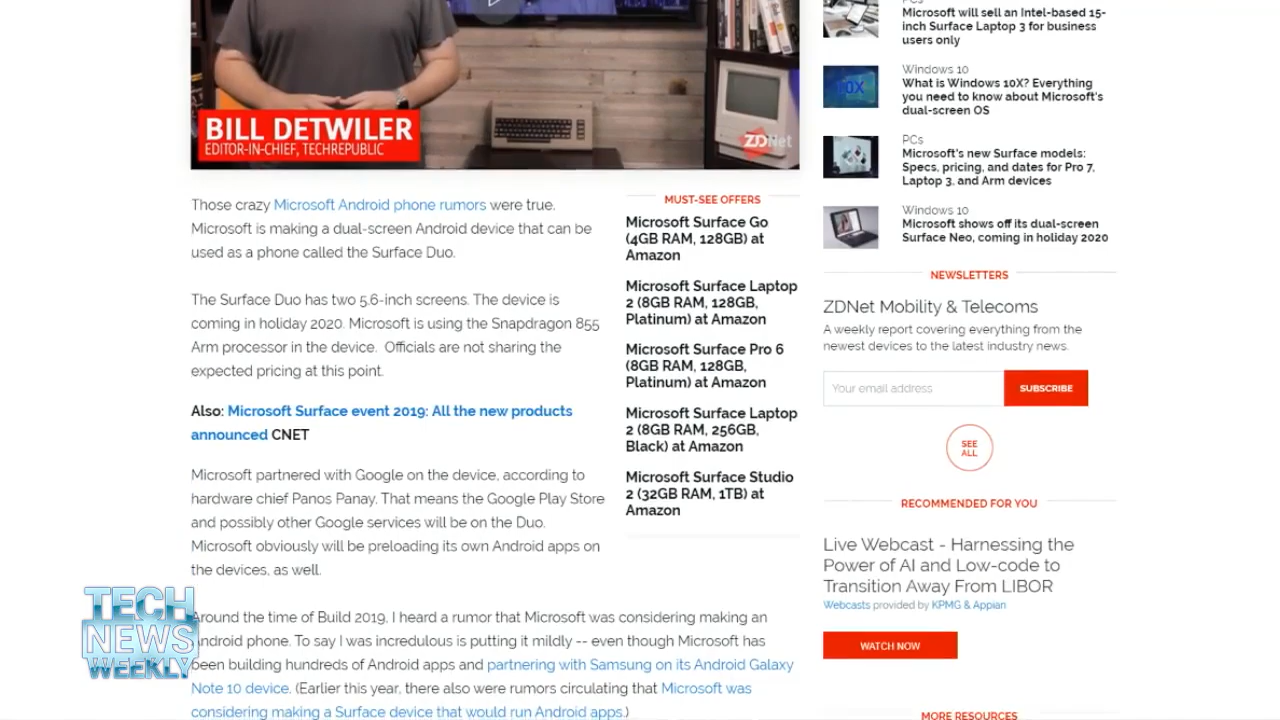 BILL DETWILER
EDITOR-IN-CHIEF, TECHREPUBLIC
ZDNet
Those crazy Microsoft Android phone rumors were true.
Microsoft is making a dual-screen Android device that can be
used as a phone called the Surface Duo.
The Surface Duo has two 5.6-inch screens. The device is
coming in holiday 2020. Microsoft is using the Snapdragon 855
Arm processor in the device. Officials are not sharing the
expected pricing at this point.
Also: Microsoft Surface event 2019: All the new products
announced CNET
Microsoft partnered with Google on the device, according to
hardware chief Panos Panay. That means the Google Play Store
and possibly other Google services will be on the Duo.
Microsoft obviously will be preloading its own Android apps on
the devices, as well.
Around the time of Build 2019, I heard a rumor that Microsoft was considering making an
Android phone. To say I was incredulous is putting it mildly -- even though Microsoft has
been building hundreds of Android apps and partnering with Samsung on its Android Galaxy
Note 10 device. (Earlier this year, there also were rumors circulating that Microsoft was
considering making a Surface device that would run Android apps.)
TECH
NEWS
WEEKLY
MUST-SEE OFFERS
Microsoft Surface Go
(4GB RAM, 128GB) at
Amazon
Microsoft Surface Laptop
2 (8GB RAM, 128GB,
Platinum) at Amazon
Microsoft Surface Pro 6
(8GB RAM, 128GB,
Platinum) at Amazon
Microsoft Surface Laptop
2 (8GB RAM, 256GB,
Black) at Amazon
Microsoft Surface Studio
2 (32GB RAM, 1TB) at
Amazon
PCs
Microsoft will sell an Intel-based 15-
inch Surface Laptop 3 for business
users only
10X
Windows 10
What is Windows 10X? Everything
you need to know about Microsoft's
dual-screen OS
PCs
Microsoft's new Surface models:
Specs, pricing, and dates for Pro 7,
Laptop 3, and Arm devices
Windows 10
Microsoft shows off its dual-screen
Surface Neo, coming in holiday 2020
NEWSLETTERS
ZDNet Mobility & Telecoms
A weekly report covering everything from the
newest devices to the latest industry news.
Your email address
SUBSCRIBE
SEE
ALL
RECOMMENDED FOR YOU
Live Webcast - Harnessing the
Power of AI and Low-code to
Transition Away From LIBOR
Webcasts provided by KPMG & Appian
WATCH NOW
MORE RESOURCES